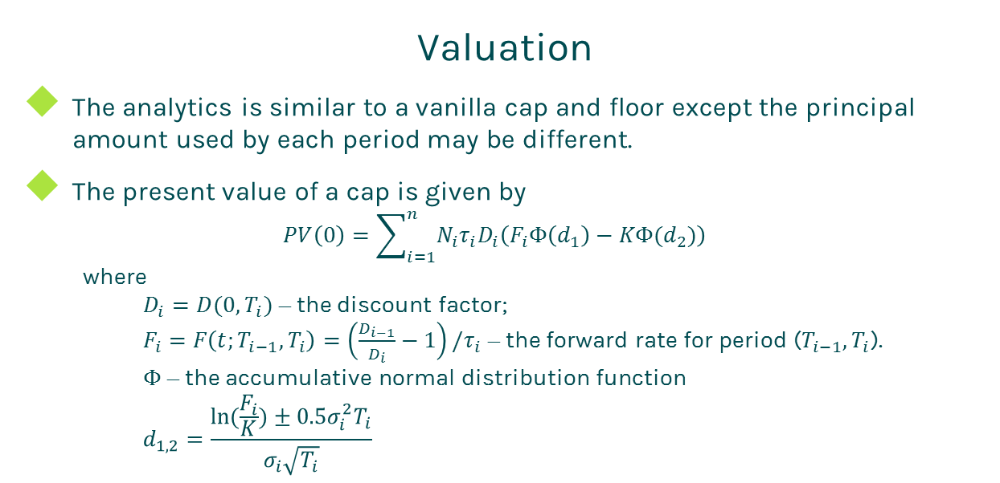 Valuation
The analytics is similar to a vanilla cap and floor except the principal
amount used by each period may be different.
The present value of a cap is given by
$PV(0) = \sum_{i=1}^{n} N_i \tau_i D_i (F_i \Phi(d_1) - K \Phi(d_2))$
where
$D_i = D(0, T_i)$ – the discount factor;
$F_i = F(t; T_{i-1}, T_i) = \left(\frac{D_{i-1}}{D_i} - 1\right) / \tau_i$ – the forward rate for period $(T_{i-1}, T_i)$.
$\Phi$ – the accumulative normal distribution function
$d_{1,2} = \frac{\ln(\frac{F_i}{K}) \pm 0.5\sigma_i^2 T_i}{\sigma_i \sqrt{T_i}}$